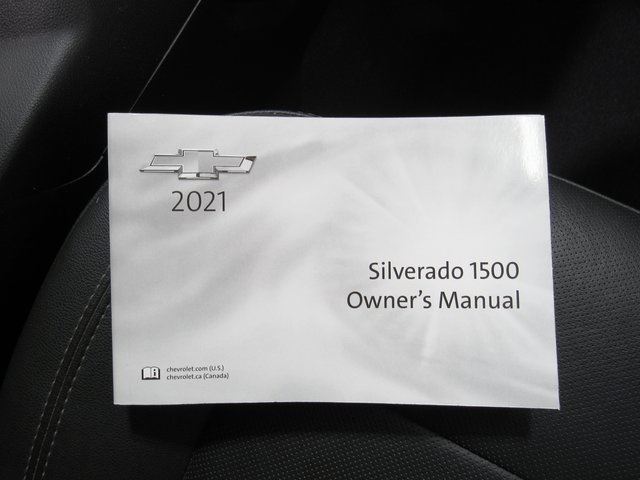 2021
Silverado 1500
Owner's Manual
chevrolet.com (U.S.)
chevrolet.ca (Canada)